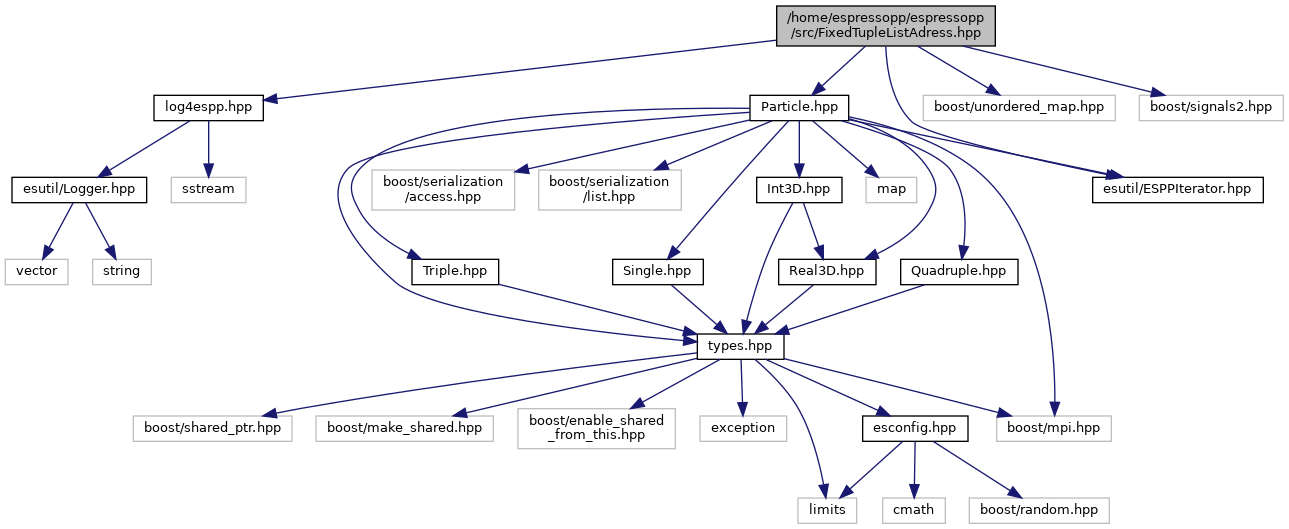 /home/espressopp/espressopp
/src/FixedTupleListAdress.hpp
log4espp.hpp
Particle.hpp
boost/unordered_map.hpp
boost/signals2.hpp
esutil/Logger.hpp
sstream
boost/serialization
/access.hpp
boost/serialization
/list.hpp
Int3D.hpp
map
esutil/ESPPIterator.hpp
vector
string
Triple.hpp
Single.hpp
Real3D.hpp
Quadruple.hpp
types.hpp
boost/shared_ptr.hpp
boost/make_shared.hpp
boost/enable_shared
_from_this.hpp
exception
esconfig.hpp
boost/mpi.hpp
limits
cmath
boost/random.hpp